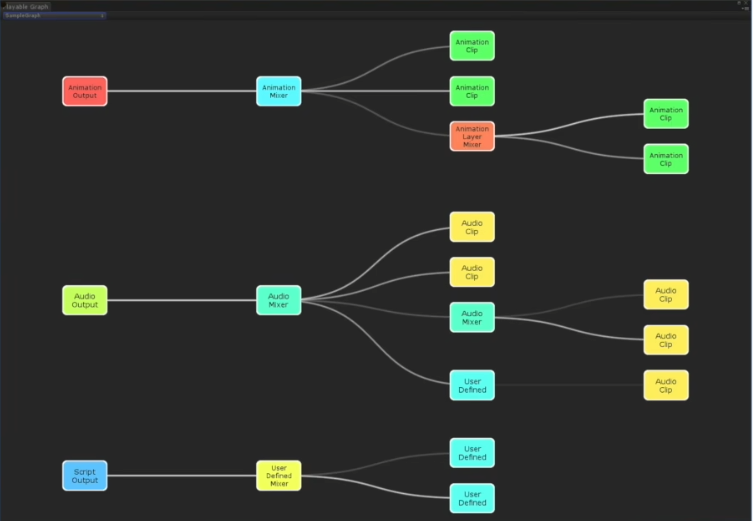 Playable Graph
SampleGraph
Animation
Clip
Animation
Output
Animation
Mixer
Animation
Clip
Animation
Layer
Mixer
Animation
Clip
Animation
Clip
Audio
Clip
Audio
Clip
Audio
Output
Audio
Mixer
Audio
Mixer
Audio
Clip
Audio
Clip
User
Defined
Audio
Clip
Script
Output
User
Defined
Mixer
User
Defined
User
Defined